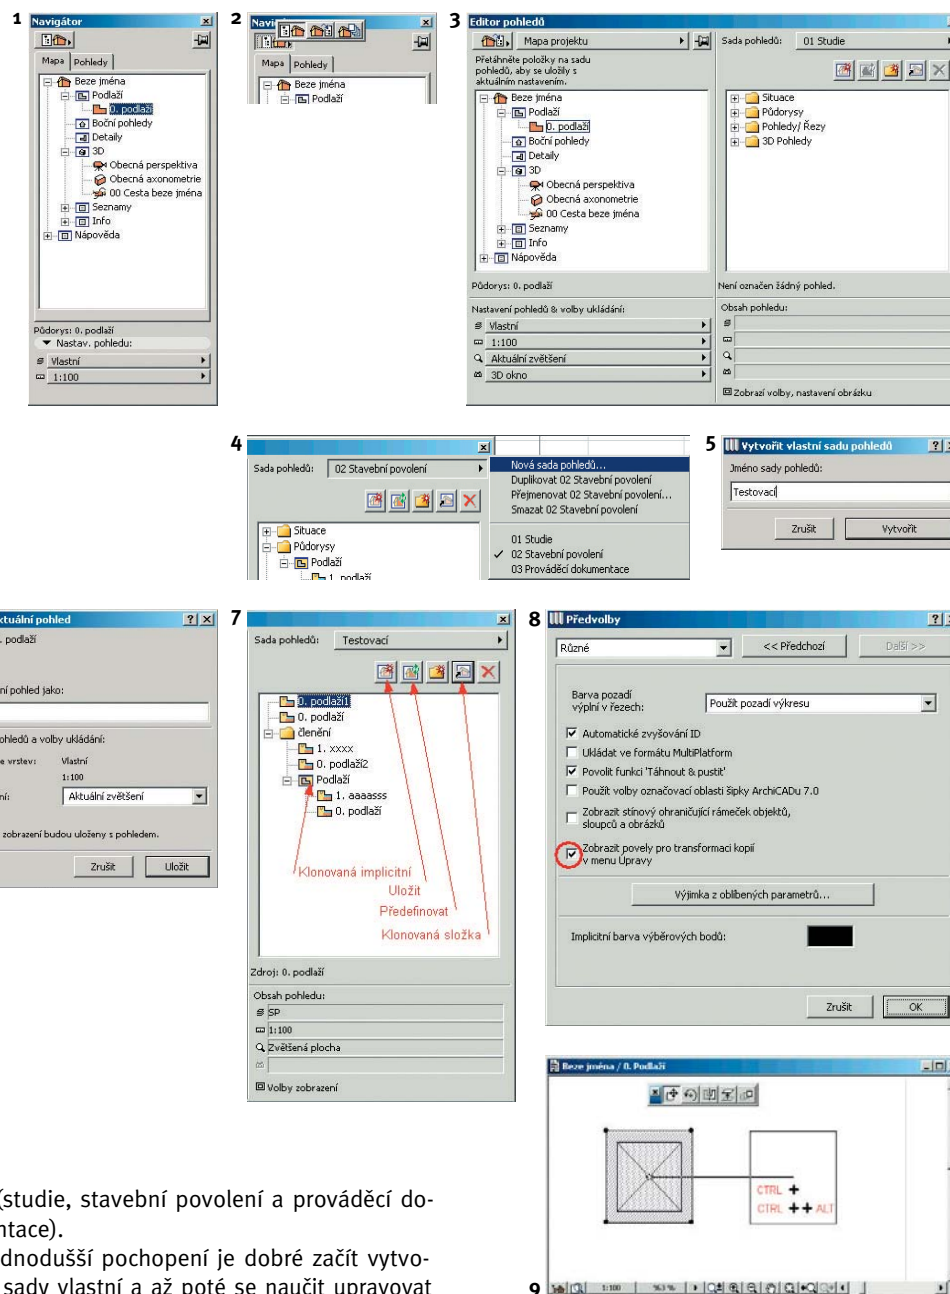 1
Navigátor
Mapa Pohledy
Beze jména
Podlaží
0. podlaží
Boční pohledy
Detaily
3D
Obecná perspektiva
Obecná axonometrie
00 Cesta beze jména
Seznamy
Info
Nápověda
Půdorys: 0. podlaží
Nastav. pohledu:
Vlastní
1:100
2
Mapa Pohledy
Beze jména
Podlaží
3
Editor pohledů
Mapa projektu
Přetáhněte položky na sadu
pohledů, aby se uložily s
aktuálním nastavením.
Beze jména
Podlaží
0. podlaží
Boční pohledy
Detaily
3D
Obecná perspektiva
Obecná axonometrie
00 Cesta beze jména
Seznamy
Info
Nápověda
Půdorys: 0. podlaží
Nastavení pohledů & volby ukládání:
Vlastní
1:100
Aktuální zvětšení
3D okno
Sada pohledů: 01 Studie
Situace
Půdorysy
Pohledy/ Řezy
3D Pohledy
Není označen žádný pohled.
Obsah pohledu:
Zobrazí volby, nastavení obrázku
4
Sada pohledů: 02 Stavební povolení
Situace
Půdorysy
Podlaží
1. podlaží
Nová sada pohledů...
Duplikovat 02 Stavební povolení
Přejmenovat 02 Stavební povolení...
Smazat 02 Stavební povolení
01 Studie
02 Stavební povolení
03 Prováděcí dokumentace
5
Vytvořit vlastní sadu pohledů
Jméno sady pohledů:
Testovací
Zrušit Vytvořit
ktuální pohled
. podlaží
ní pohled jako:
ohledů a volby ukládání:
e vrstev: Vlastní
1:100
ní: Aktuální zvětšení
zobrazení budou uloženy s pohledem.
Zrušit Uložit
7
Sada pohledů: Testovací
0. podlaží1
0. podlaží
členění
1. xxxx
0. podlaží2
Podlaží
1. aaaasss
0. podlaží
Klonovaná implicitní
Uložit
Předefinovat
Klonovaná složka
Zdroj: 0. podlaží
Obsah pohledu:
SP
1:100
Zvětšená plocha
Volby zobrazení
8
Předvolby
Různé << Předchozí Další >>
Barva pozadí
výplní v řezech: Použít pozadí výkresu
Automatické zvyšování ID
Ukládat ve formátu MultiPlatform
Povolit funkci 'Táhnout & pustit'
Použít volby označovací oblasti šipky ArchiCADu 7.0
Zobrazit stínový ohraničující rámeček objektů,
sloupců a obrázků
Zobrazit povely pro transformaci kopií
v menu Úpravy
Výjimka z oblíbených parametrů...
Implicitní barva výběrových bodů:
Zrušit OK
Beze jména / 0. Podlaží
CTRL +
CTRL ++ ALT
1:100
9
(studie, stavební povolení a prováděcí do-
ntace).
dnodušší pochopení je dobré začít vytvo-
sady vlastní a až poté se naučit upravovat